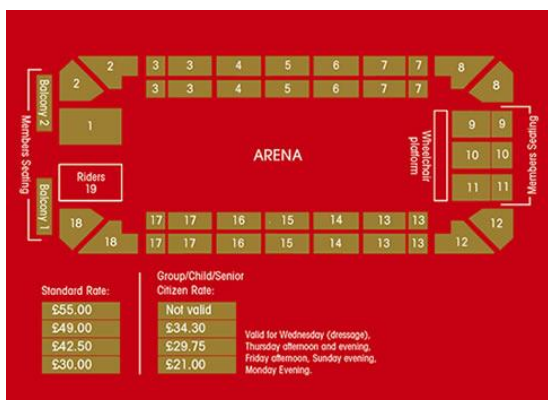 2 3 3 4 5 6 7 7 8
2 3 3 4 5 6 7 7 8
Balcony 2
Members Seating
Balcony 1
1
Riders
19
ARENA
Wheelchair
platform
9 9
10 10
11 11
Members Seating
18 17 17 16 15 14 13 13 12
18 17 17 16 15 14 13 13 12
Standard Rate:
£55.00
£49.00
£42.50
£30.00
Group/Child/Senior
Citizen Rate:
Not valid
£34.30
£29.75
£21.00
Valid for Wednesday (dressage),
Thursday afternoon and evening,
Friday afternoon, Sunday evening,
Monday Evening.